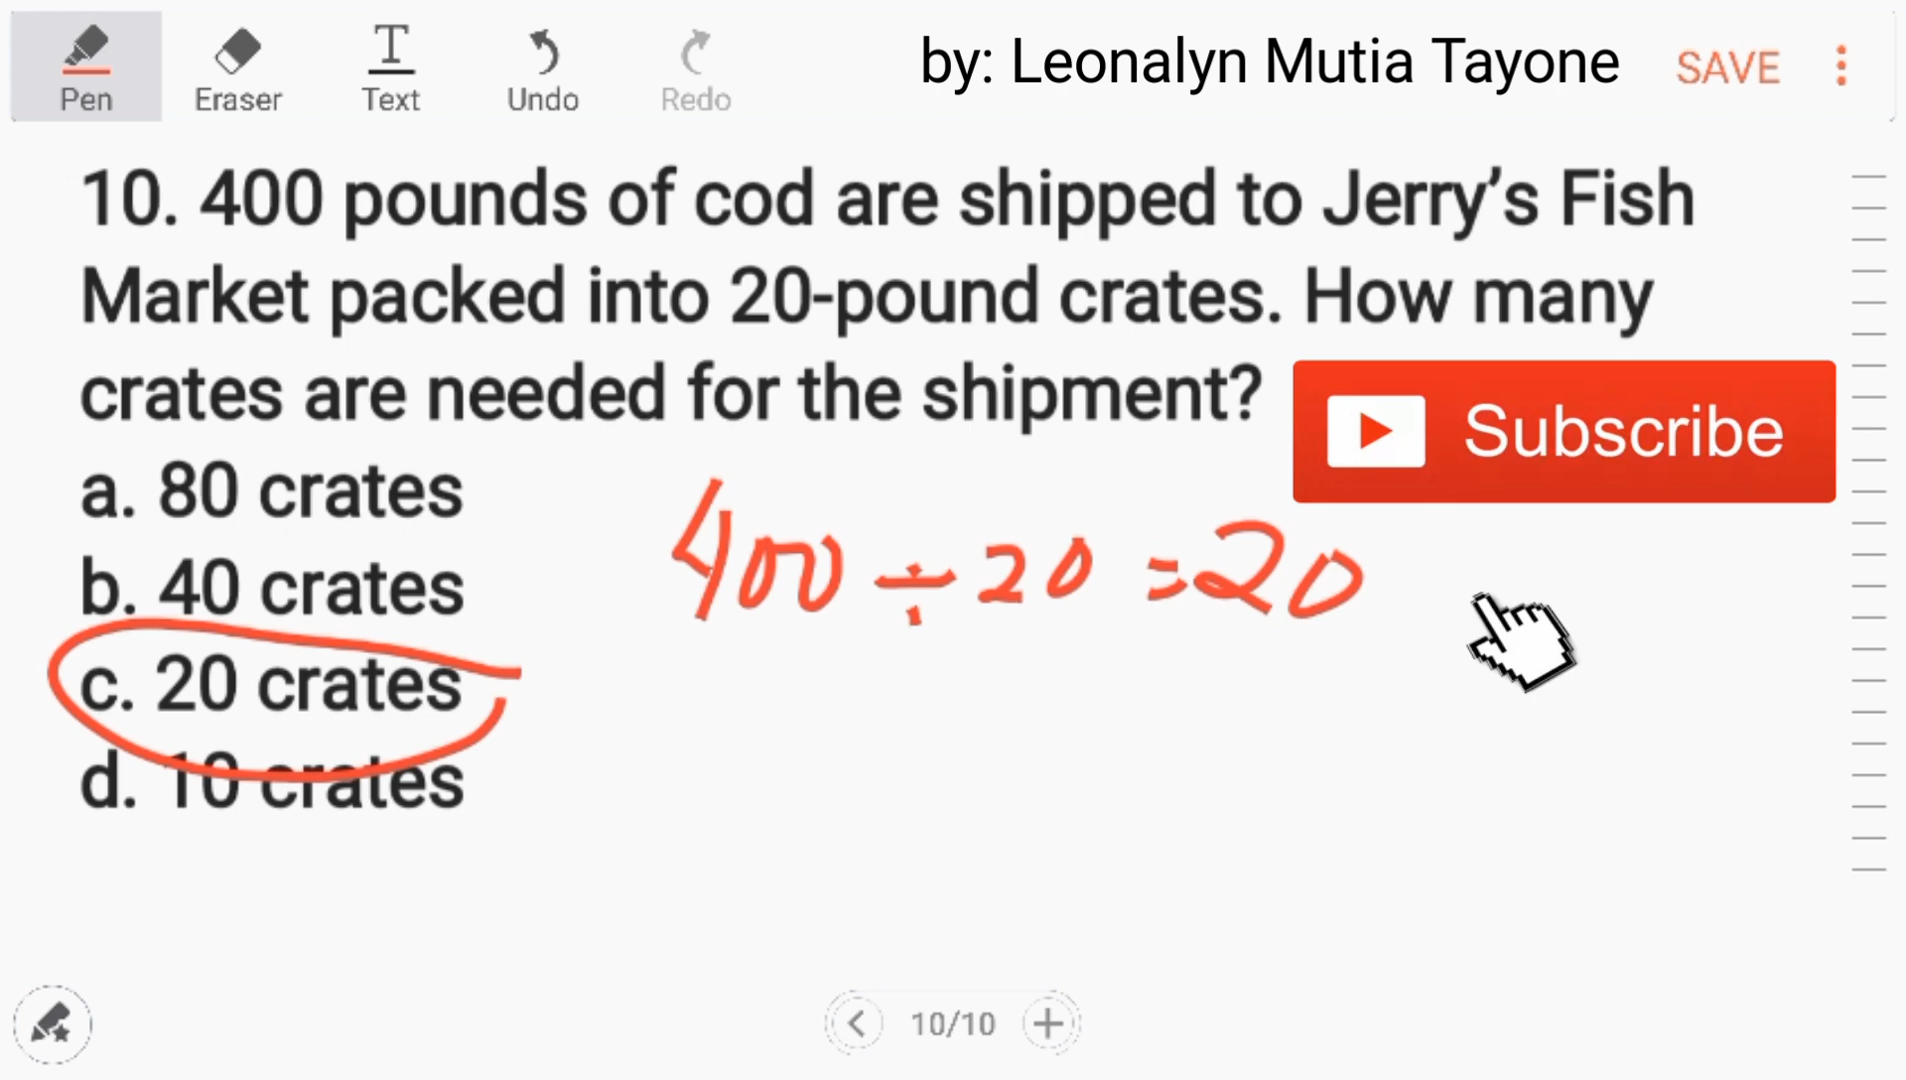 Pen Eraser Text Undo Redo by: Leonalyn Mutia Tayone SAVE
10. 400 pounds of cod are shipped to Jerry’s Fish
Market packed into 20-pound crates. How many
crates are needed for the shipment?
Subscribe
a. 80 crates
400 ÷ 20 = 20
b. 40 crates
c. 20 crates
d. 10 crates
10/10